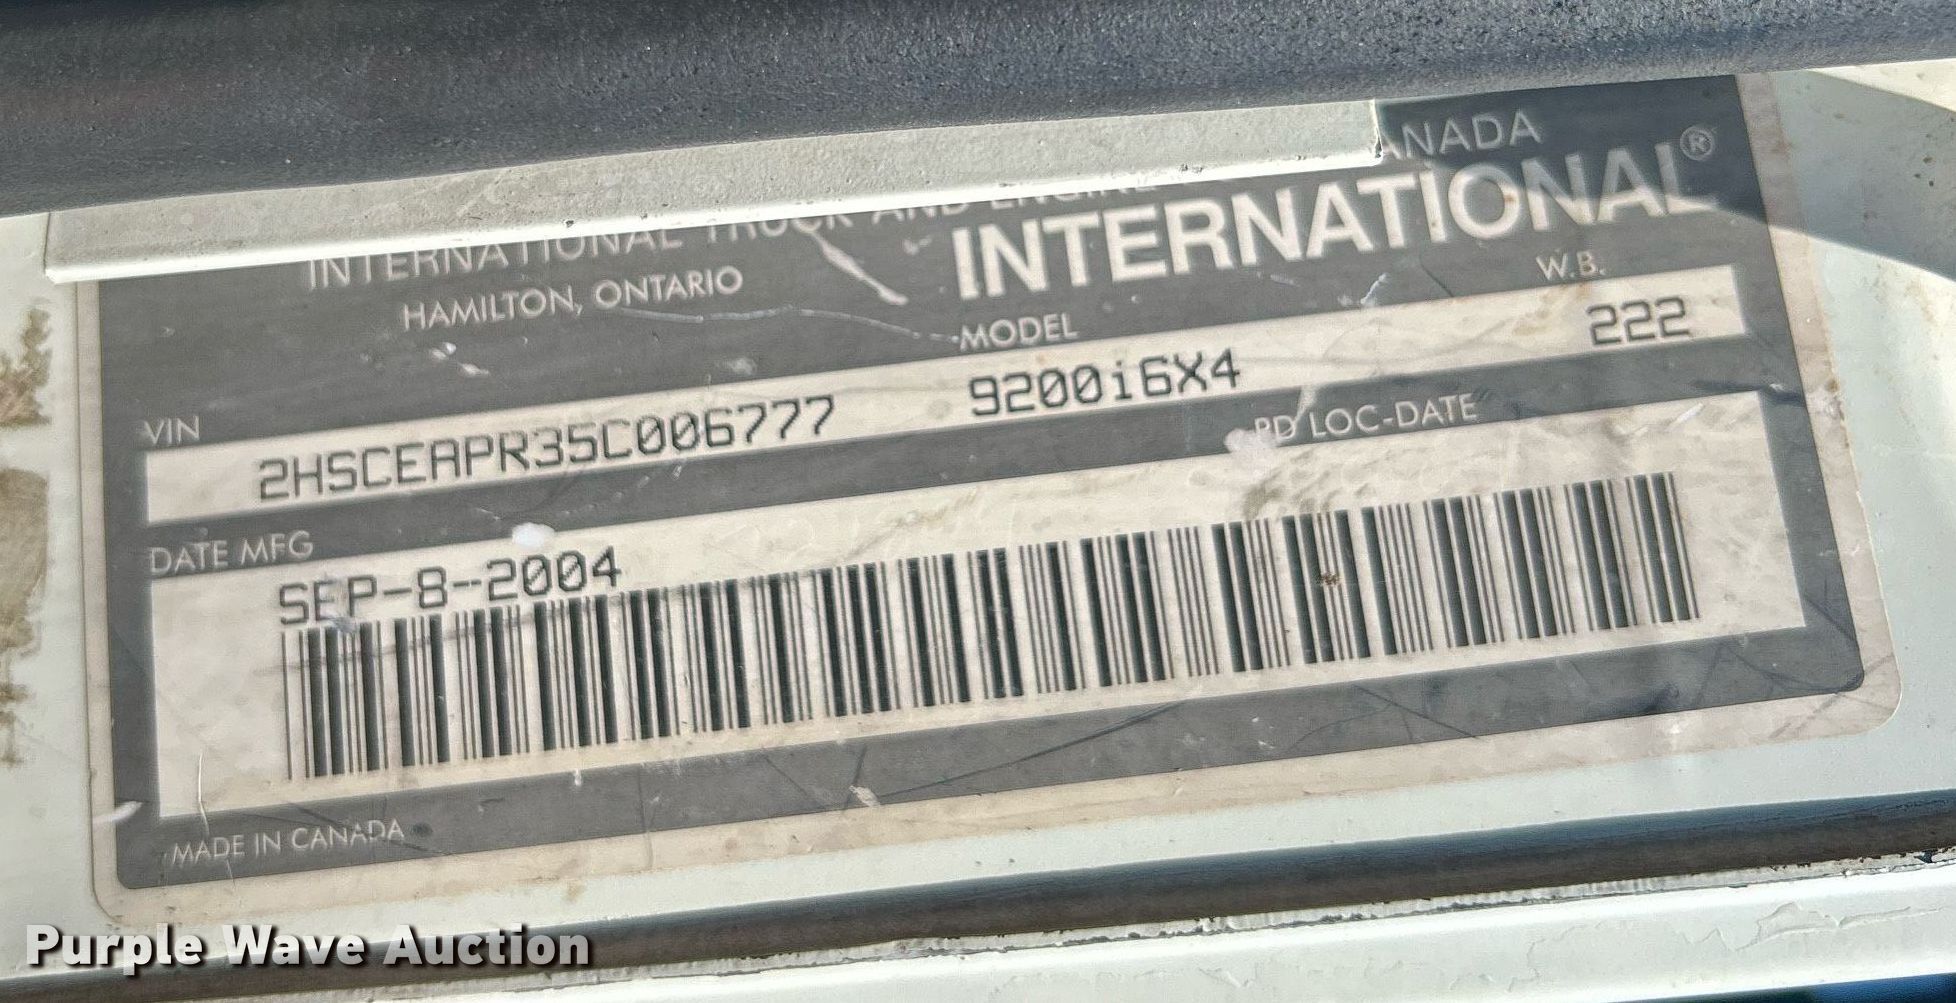 INTERNATIONAL TRUCK AND ENGINE CANADA
HAMILTON, ONTARIO
INTERNATIONAL®
VIN
MODEL
W.B.
2HSCEAPR35C006777
9200i6X4
222
DATE MFG
PD LOC-DATE
SEP-8-2004
MADE IN CANADA
Purple Wave Auction